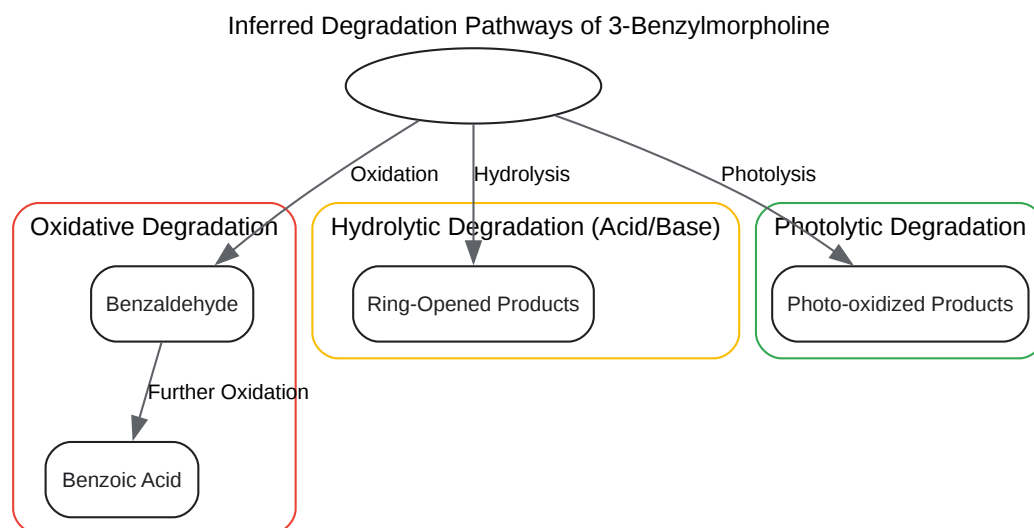 Inferred Degradation Pathways of 3-Benzylmorpholine
Oxidation
Hydrolysis
Photolysis
Oxidative Degradation
Hydrolytic Degradation (Acid/Base)
Photolytic Degradation
Benzaldehyde
Ring-Opened Products
Photo-oxidized Products
Further Oxidation
Benzoic Acid